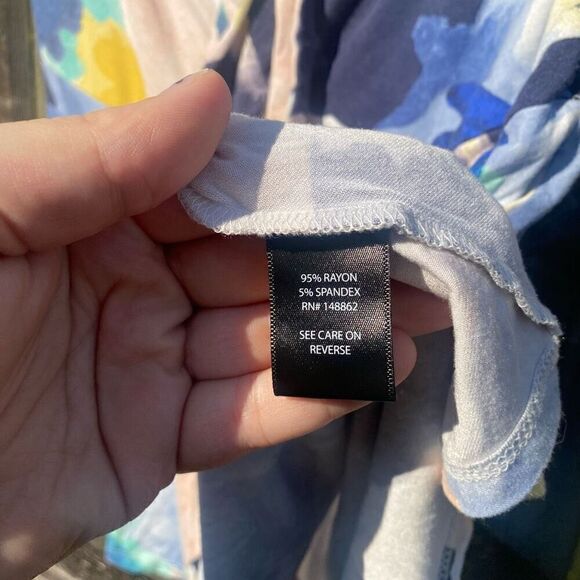 95% RAYON
5% SPANDEX
RN# 148862
SEE CARE ON
REVERSE